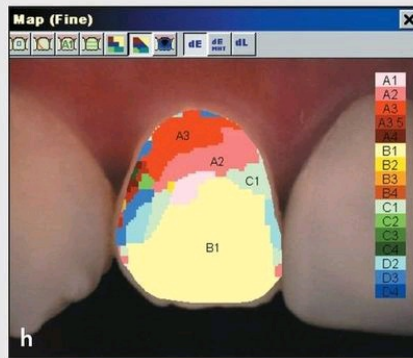 Map (Fine)
dE
dE
dL
A1
A2
A3
A3.5
A4
B1
B2
B3
B4
C1
C2
C3
C4
D2
D3
D4
A3
A2
C1
B1
h